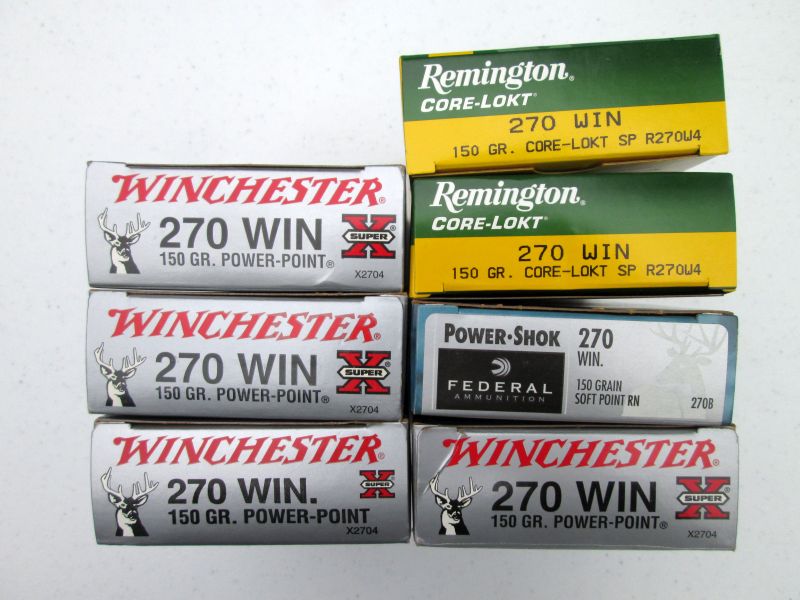 Remington®
CORE-LOKT®
270 WIN
150 GR. CORE-LOKT SP R270W4
Remington®
CORE-LOKT®
270 WIN
150 GR. CORE-LOKT SP R270W4
WINCHESTER®
270 WIN
SUPER X
150 GR. POWER-POINT®
X2704
WINCHESTER®
270 WIN
SUPER X
150 GR. POWER-POINT®
X2704
POWER•SHOK
FEDERAL
AMMUNITION
270
WIN.
150 GRAIN
SOFT POINT RN
270B
WINCHESTER®
270 WIN.
SUPER X
150 GR. POWER-POINT
X2704
WINCHESTER®
270 WIN
SUPER X
150 GR. POWER-POINT®
X2704